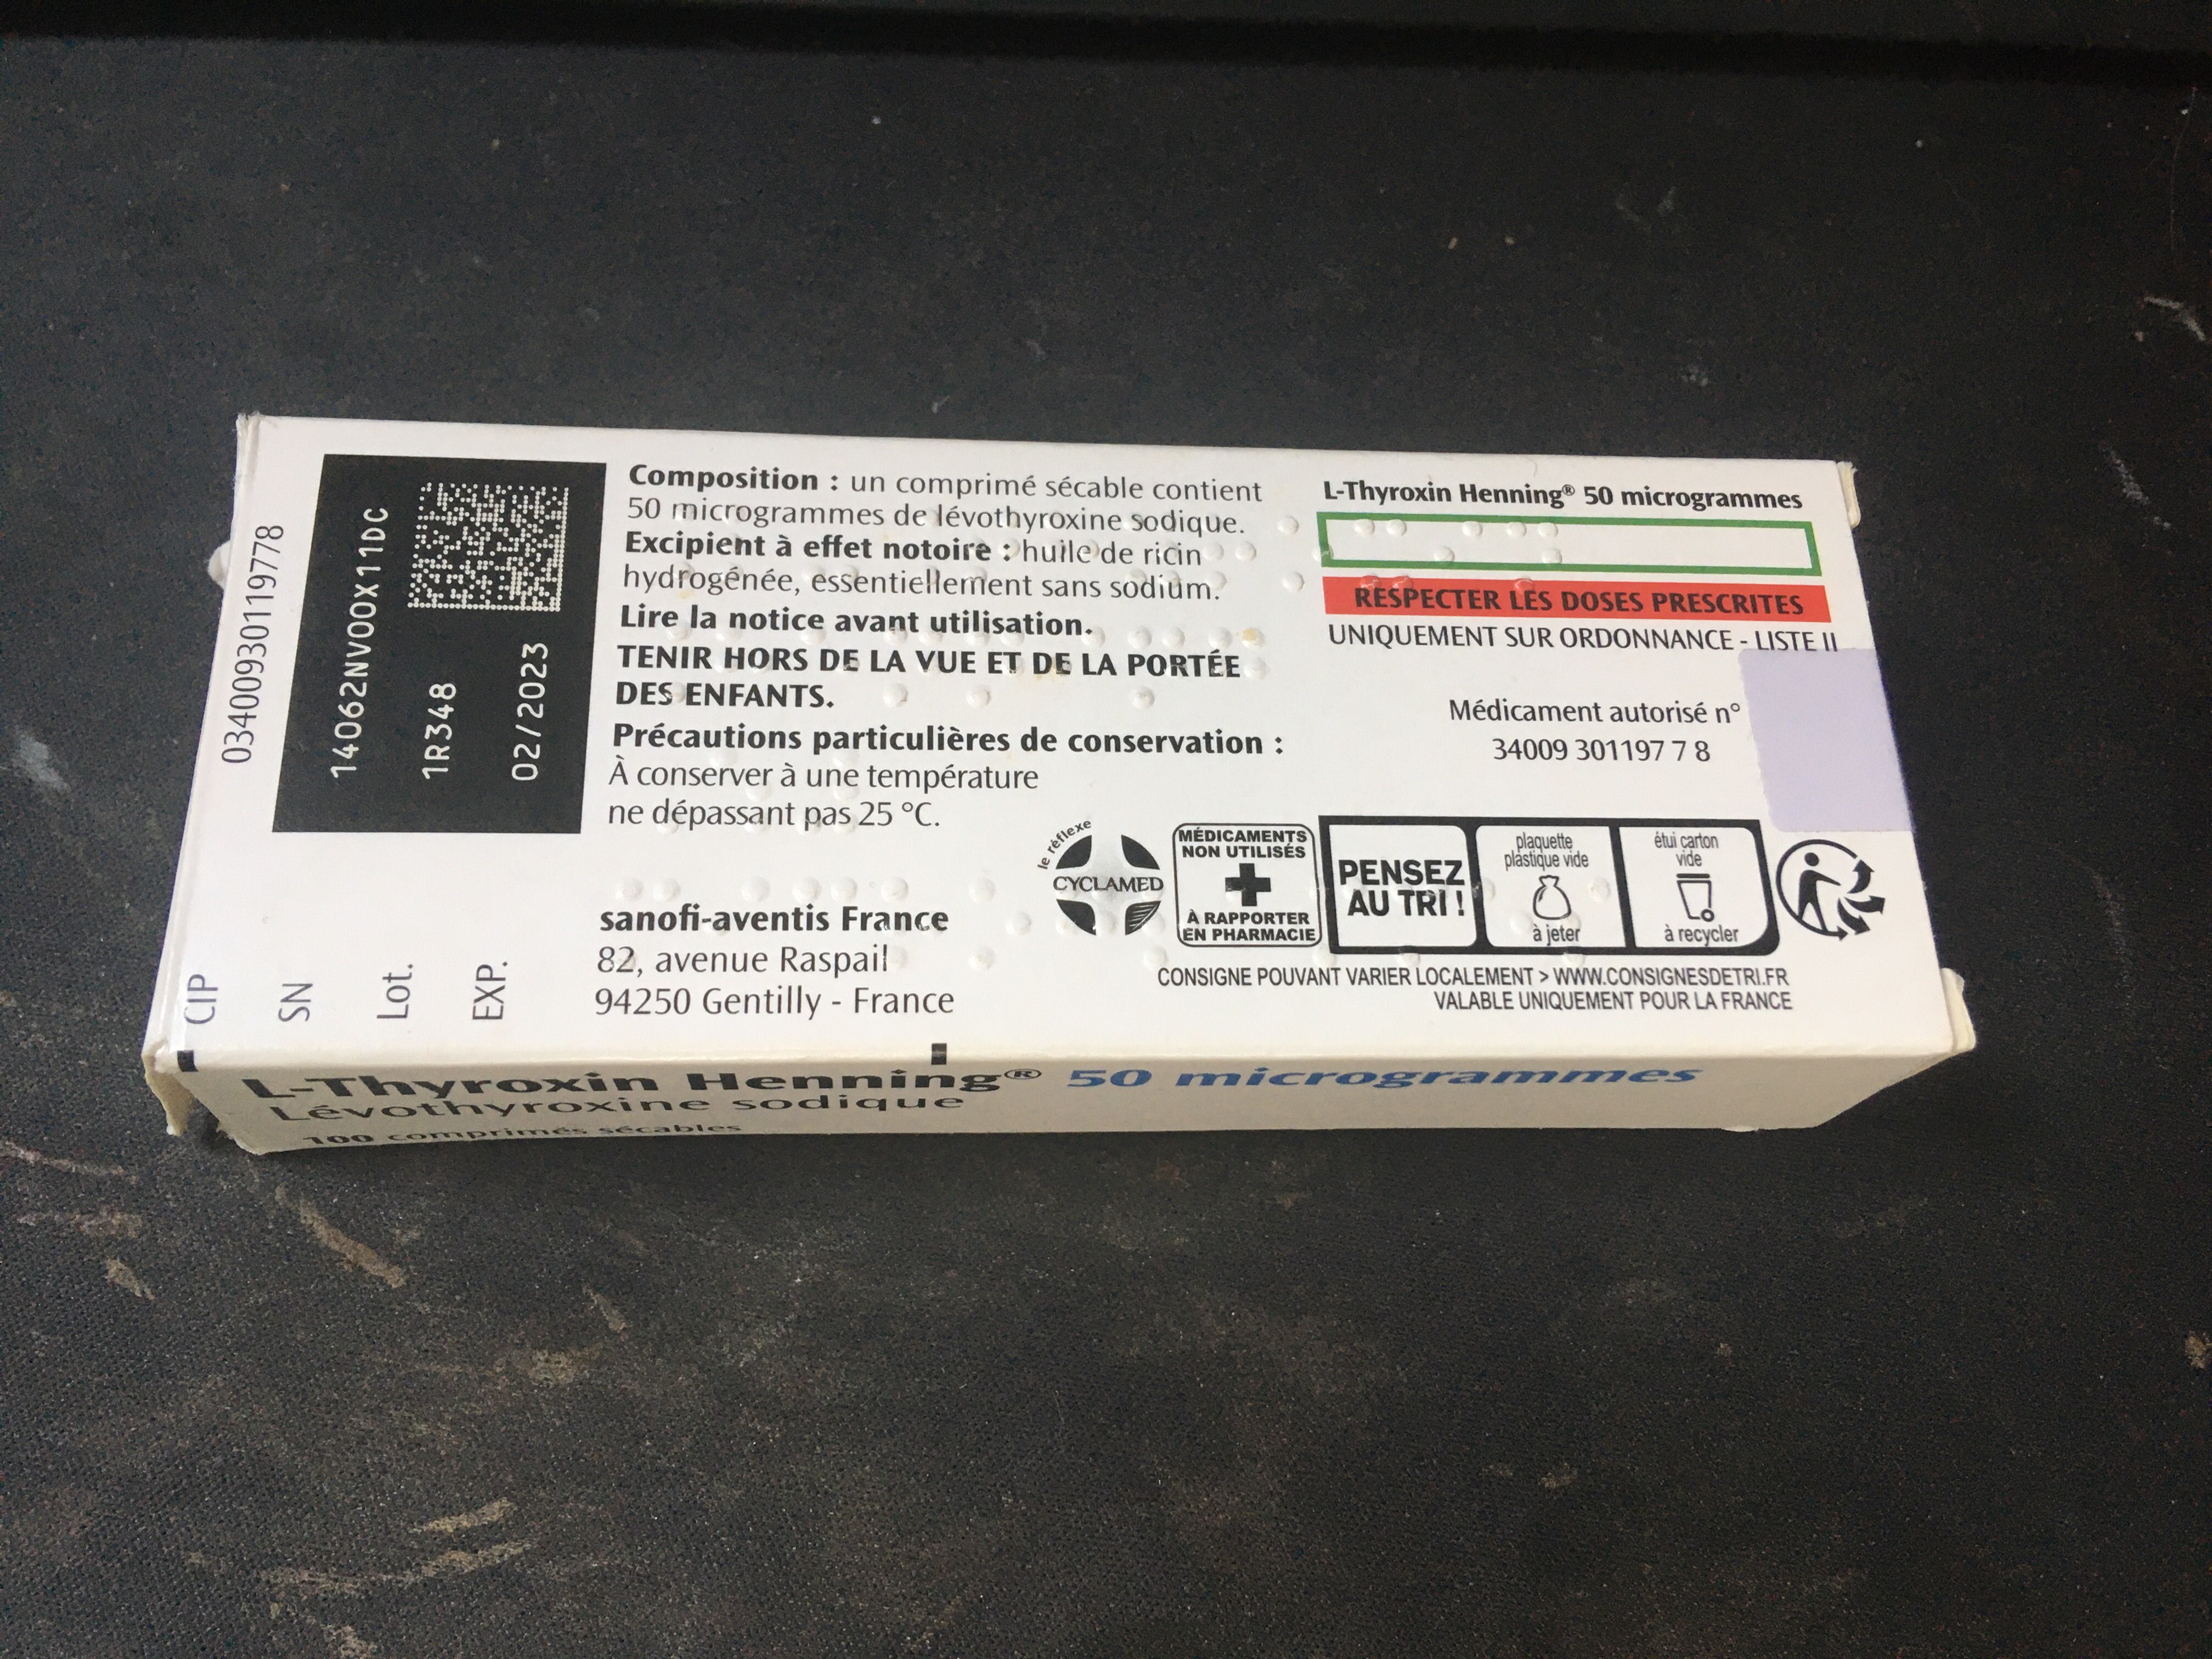 CIP 03400930119778
SN 14062NV00X11DC
Lot. 1R348
EXP. 02/2023
Composition : un comprimé sécable contient
50 microgrammes de lévothyroxine sodique.
Excipient à effet notoire : huile de ricin
hydrogénée, essentiellement sans sodium.
Lire la notice avant utilisation.
TENIR HORS DE LA VUE ET DE LA PORTÉE
DES ENFANTS.
Précautions particulières de conservation :
À conserver à une température
ne dépassant pas 25 °C.
sanofi-aventis France
82, avenue Raspail
94250 Gentilly - France
L-Thyroxin Henning® 50 microgrammes
RESPECTER LES DOSES PRESCRITES
UNIQUEMENT SUR ORDONNANCE - LISTE II
Médicament autorisé n°
34009 301197 7 8
le réflexe
CYCLAMED
MÉDICAMENTS
NON UTILISÉS
À RAPPORTER
EN PHARMACIE
PENSEZ
AU TRI !
plaquette
plastique vide
à jeter
étui carton
vide
à recycler
CONSIGNE POUVANT VARIER LOCALEMENT > WWW.CONSIGNESDETRI.FR
VALABLE UNIQUEMENT POUR LA FRANCE
L-Thyroxin Henning® 50 microgrammes
Lévothyroxine sodique
100 comprimés sécables